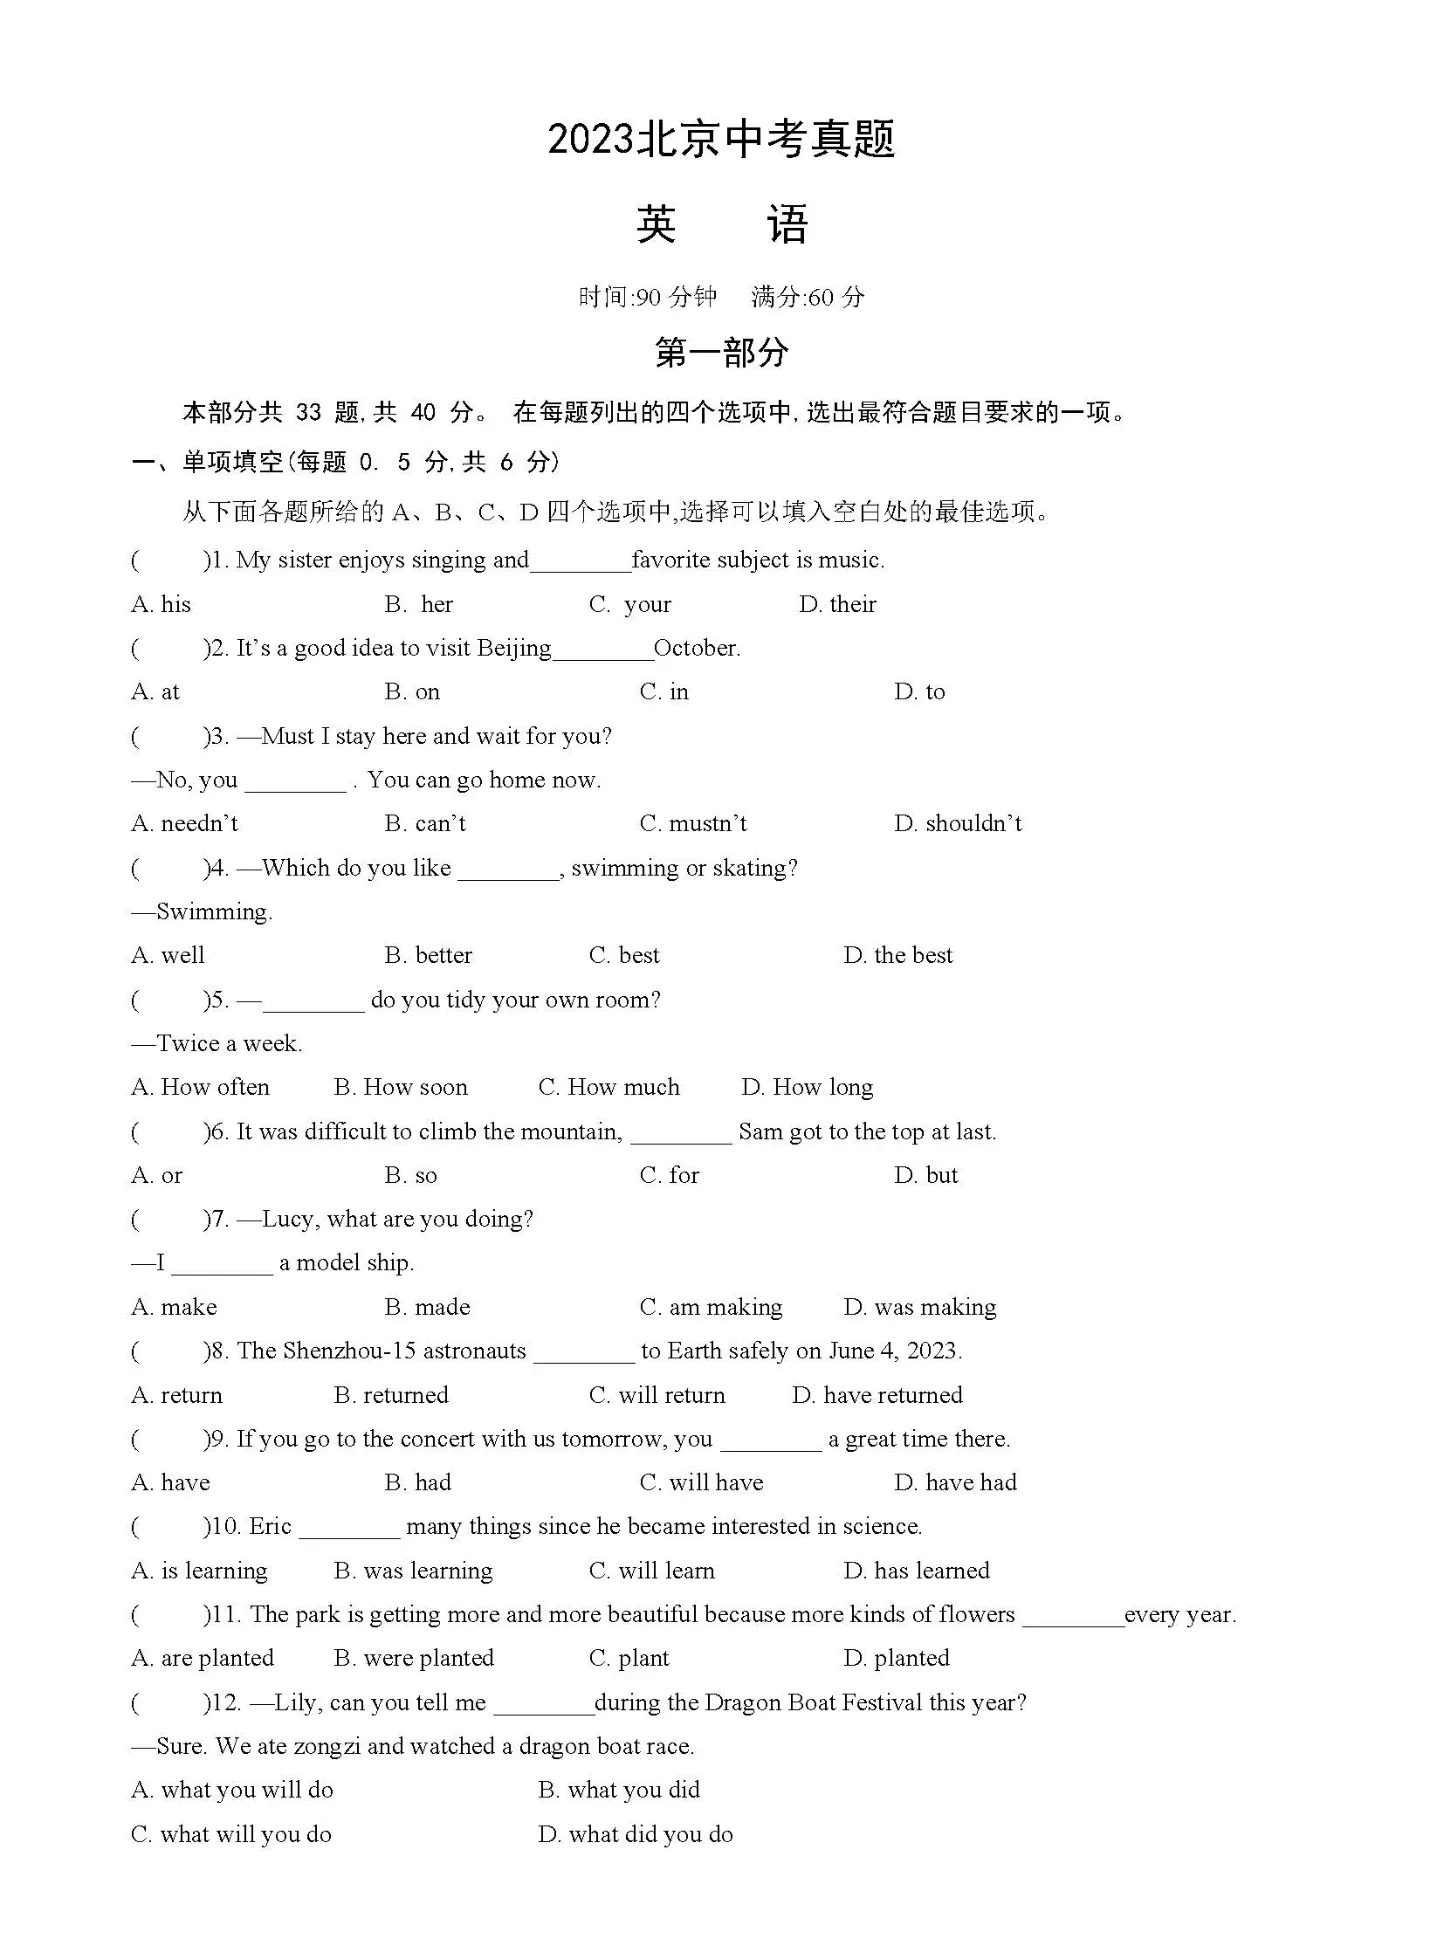 2023北京中考真题
英 语
时间:90 分钟 满分:60 分
第一部分
本部分共 33 题,共 40 分。 在每题列出的四个选项中,选出最符合题目要求的一项。
一、单项填空(每题 0. 5 分,共 6 分)
从下面各题所给的 A、B、C、D 四个选项中,选择可以填入空白处的最佳选项。
( )1. My sister enjoys singing and________favorite subject is music.
A. his B. her C. your D. their
( )2. It’s a good idea to visit Beijing________October.
A. at B. on C. in D. to
( )3. —Must I stay here and wait for you?
—No, you ________ . You can go home now.
A. needn’t B. can’t C. mustn’t D. shouldn’t
( )4. —Which do you like ________, swimming or skating?
—Swimming.
A. well B. better C. best D. the best
( )5. —________ do you tidy your own room?
—Twice a week.
A. How often B. How soon C. How much D. How long
( )6. It was difficult to climb the mountain, ________ Sam got to the top at last.
A. or B. so C. for D. but
( )7. —Lucy, what are you doing?
—I ________ a model ship.
A. make B. made C. am making D. was making
( )8. The Shenzhou-15 astronauts ________ to Earth safely on June 4, 2023.
A. return B. returned C. will return D. have returned
( )9. If you go to the concert with us tomorrow, you ________ a great time there.
A. have B. had C. will have D. have had
( )10. Eric ________ many things since he became interested in science.
A. is learning B. was learning C. will learn D. has learned
( )11. The park is getting more and more beautiful because more kinds of flowers ________every year.
A. are planted B. were planted C. plant D. planted
( )12. —Lily, can you tell me ________during the Dragon Boat Festival this year?
—Sure. We ate zongzi and watched a dragon boat race.
A. what you will do B. what you did
C. what will you do D. what did you do